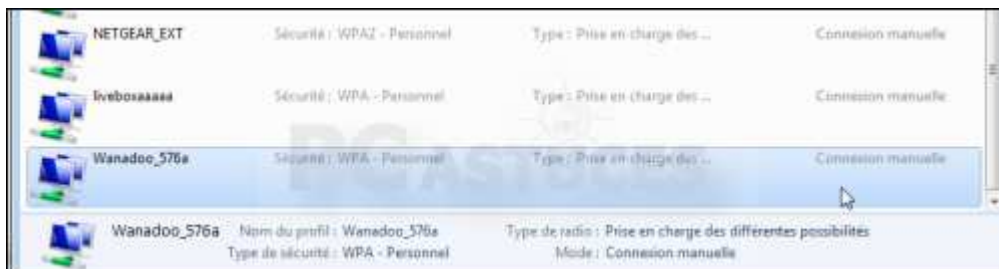 NETGEAR_EXT Sécurité : WPA2 - Personnel Type : Prise en charge des ... Connexion manuelle
liveboxaaaaa Sécurité : WPA - Personnel Type : Prise en charge des ... Connexion manuelle
Wanadoo_576a Sécurité : WPA - Personnel Type : Prise en charge des ... Connexion manuelle
PC ASTUCES
Wanadoo_576a Nom du profil : Wanadoo_576a Type de radio : Prise en charge des différentes possibilités
Type de sécurité : WPA - Personnel Mode : Connexion manuelle